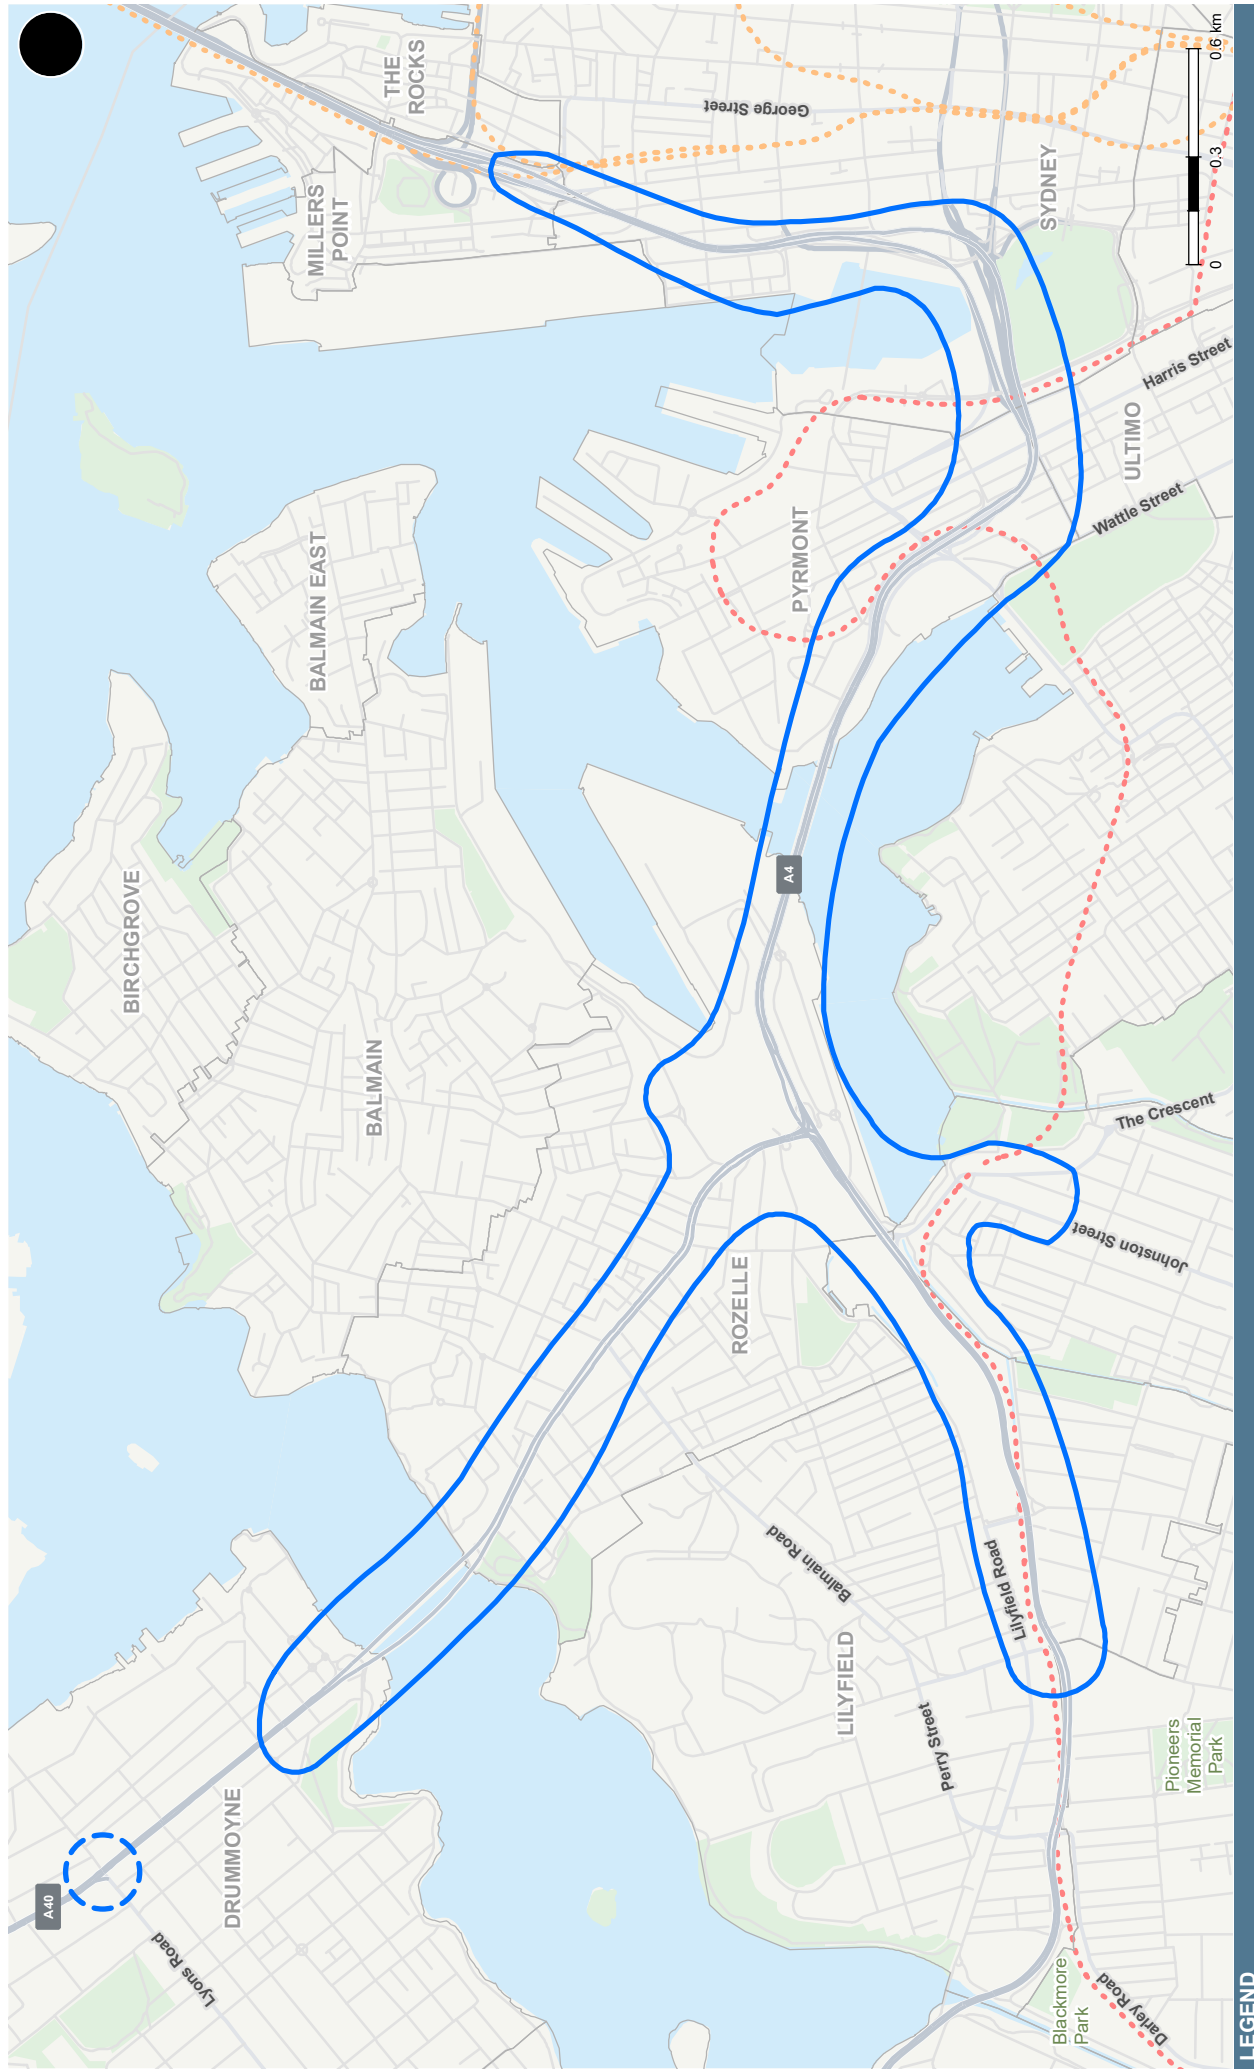 THE
ROCKS
MILLERS
POINT
George Street
SYDNEY
0
0.3
0.6 km
Harris Street
ULTIMO
Wattle Street
PYRMONT
BALMAIN EAST
A4
BIRCHGROVE
BALMAIN
The Crescent
Johnston Street
ROZELLE
Balmain Road
Lilyfield Road
LILYFIELD
Perry Street
Pioneers
Memorial
Park
DRUMMOYNE
A40
Lyons Road
Blackmore
Park
Darley Road
LEGEND